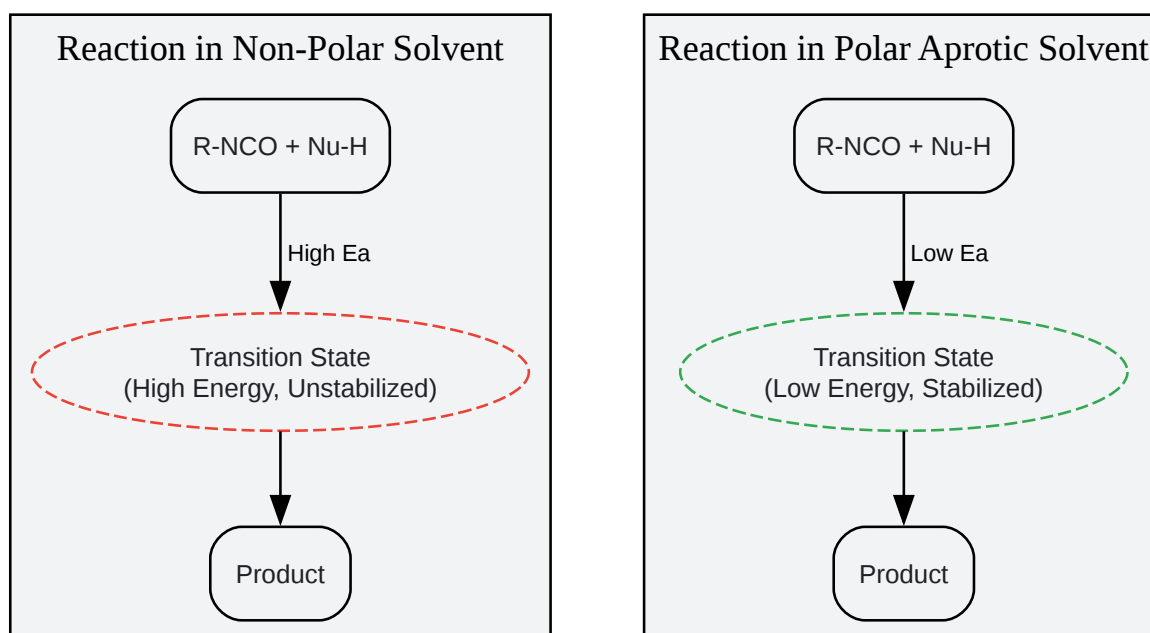 Reaction in Non-Polar Solvent
R-NCO + Nu-H
High Ea
Transition State
(High Energy, Unstabilized)
Product
Reaction in Polar Aprotic Solvent
R-NCO + Nu-H
Low Ea
Transition State
(Low Energy, Stabilized)
Product